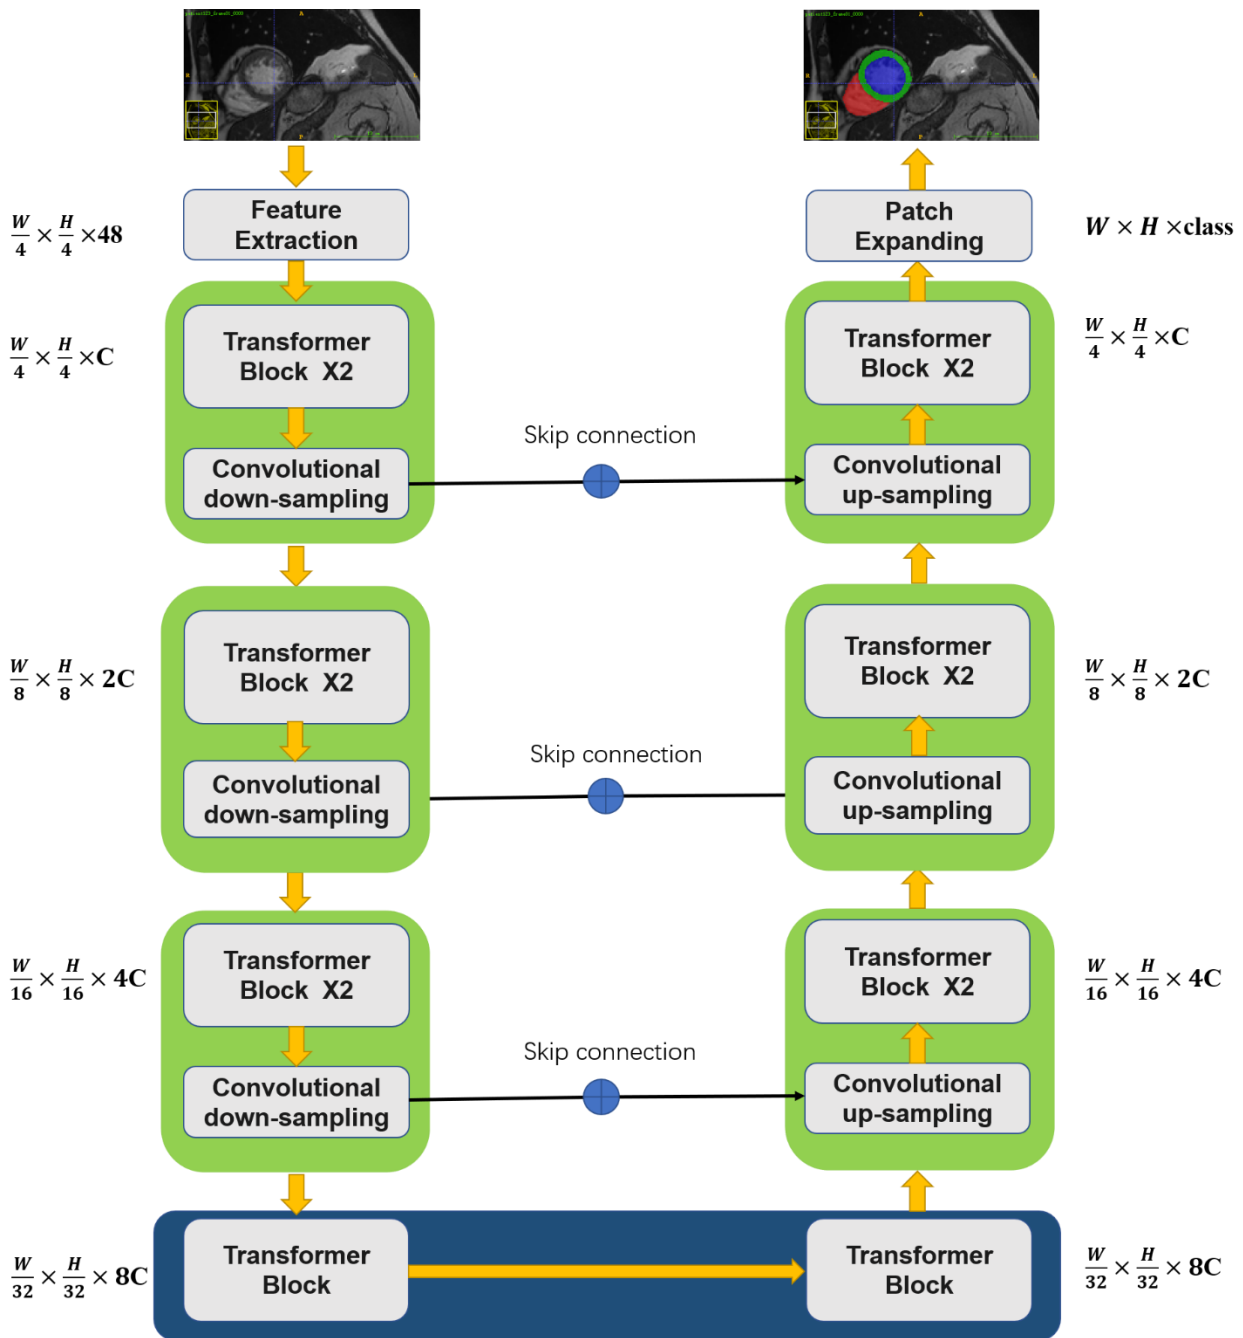 Feature
Extraction
W/4 × H/4 ×48
Transformer
Block X2
W/4 × H/4 ×C
Convolutional
down-sampling
Transformer
Block X2
W/8 × H/8 × 2C
Convolutional
down-sampling
Transformer
Block X2
W/16 × H/16 × 4C
Convolutional
down-sampling
Transformer
Block
W/32 × H/32 × 8C
Skip connection
Skip connection
Skip connection
Patch
Expanding
W × H ×class
Transformer
Block X2
W/4 × H/4 ×C
Convolutional
up-sampling
Transformer
Block X2
W/8 × H/8 × 2C
Convolutional
up-sampling
Transformer
Block X2
W/16 × H/16 × 4C
Convolutional
up-sampling
Transformer
Block
W/32 × H/32 × 8C